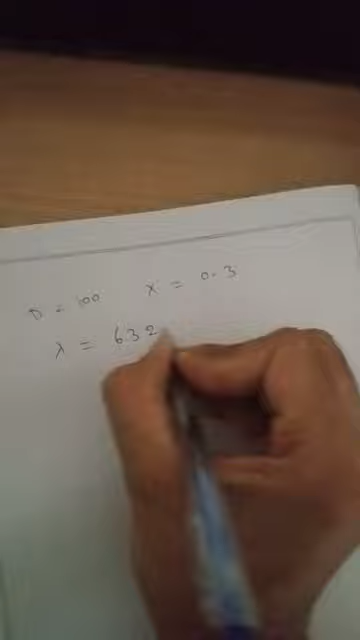 D = 100 x = 0.3
λ = 632